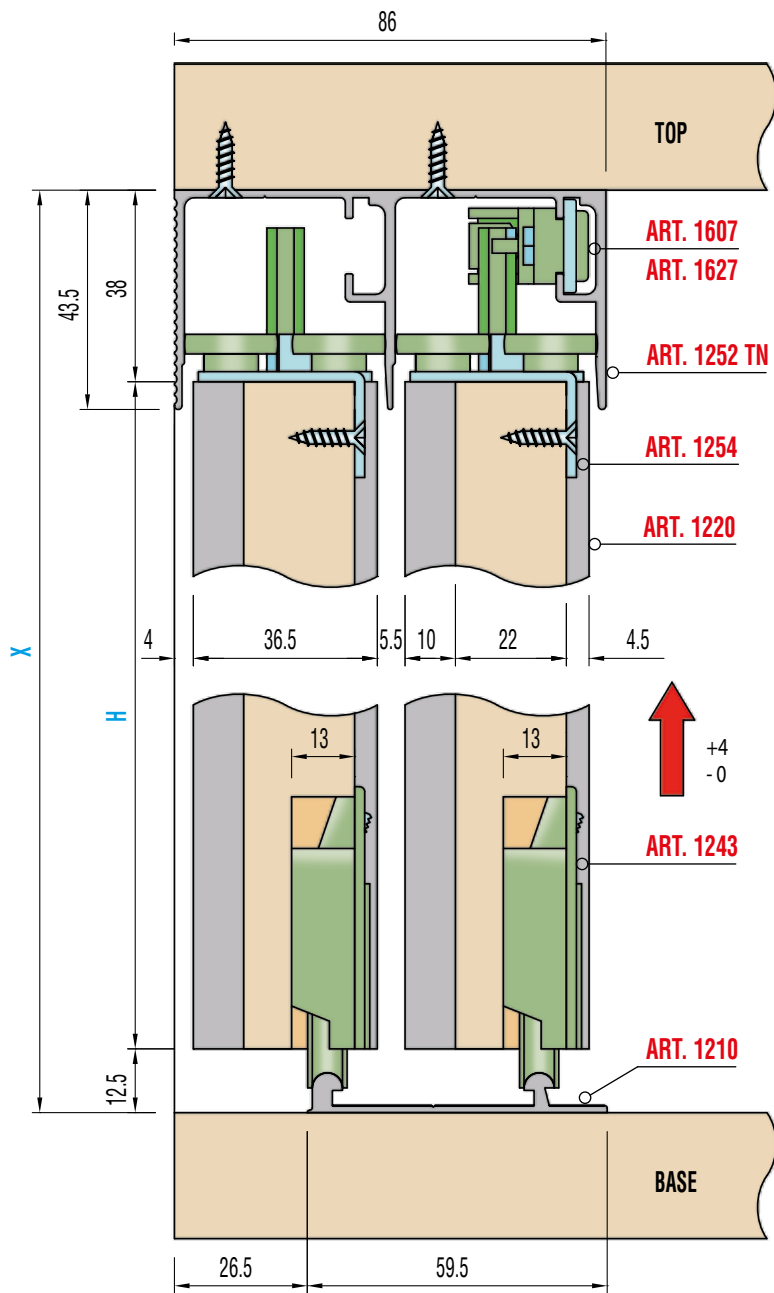 86
TOP
ART. 1607
ART. 1627
43.5
38
ART. 1252 TN
ART. 1254
ART. 1220
4
36.5
5.5
10
22
4.5
X
H
13
13
+4
- 0
ART. 1243
12.5
ART. 1210
BASE
26.5
59.5